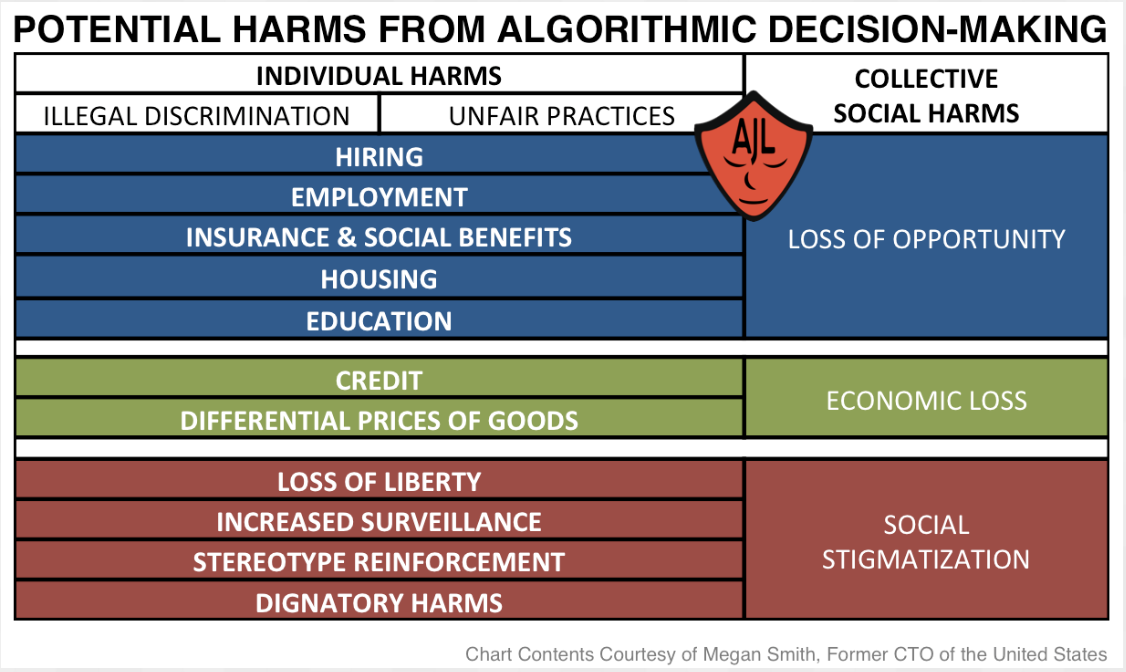 POTENTIAL HARMS FROM ALGORITHMIC DECISION-MAKING
INDIVIDUAL HARMS
COLLECTIVE
SOCIAL HARMS
ILLEGAL DISCRIMINATION
UNFAIR PRACTICES
AJL
HIRING
EMPLOYMENT
INSURANCE & SOCIAL BENEFITS
HOUSING
EDUCATION
LOSS OF OPPORTUNITY
CREDIT
DIFFERENTIAL PRICES OF GOODS
ECONOMIC LOSS
LOSS OF LIBERTY
INCREASED SURVEILLANCE
STEREOTYPE REINFORCEMENT
DIGNATORY HARMS
SOCIAL
STIGMATIZATION
Chart Contents Courtesy of Megan Smith, Former CTO of the United States